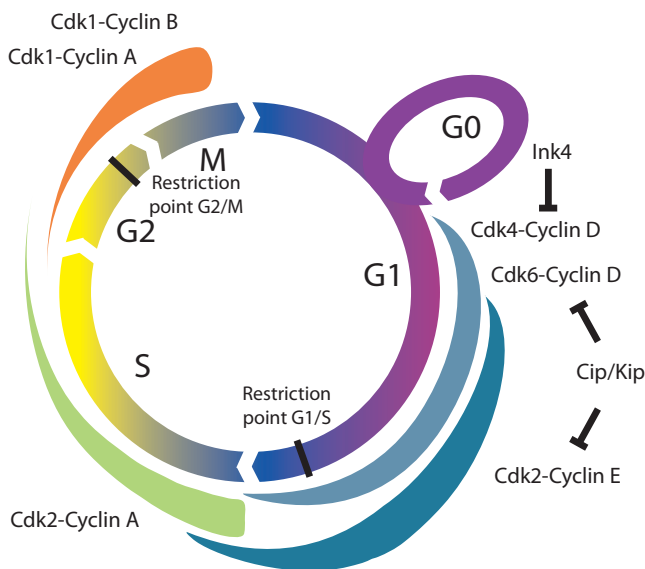 Cdk1-Cyclin B
Cdk1-Cyclin A
G0
M
Ink4
Restriction
point G2/M
G2
Cdk4-Cyclin D
G1
Cdk6-Cyclin D
S
Cip/Kip
Restriction
point G1/S
Cdk2-Cyclin E
Cdk2-Cyclin A